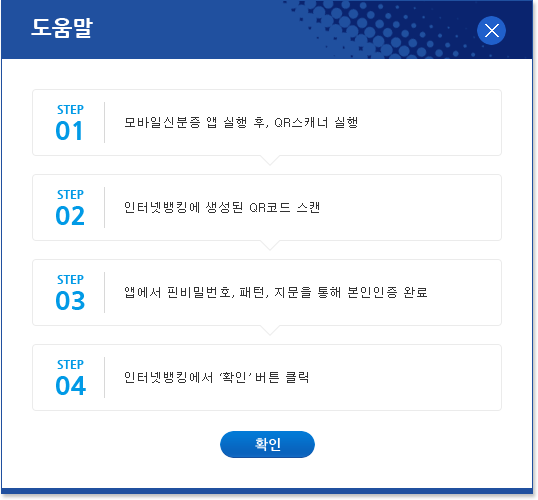 도움말
STEP
01
모바일신분증 앱 실행 후, QR스캐너 실행
STEP
02
인터넷뱅킹에 생성된 QR코드 스캔
STEP
03
앱에서 핀비밀번호, 패턴, 지문을 통해 본인인증 완료
STEP
04
인터넷뱅킹에서 ‘확인’ 버튼 클릭
확인